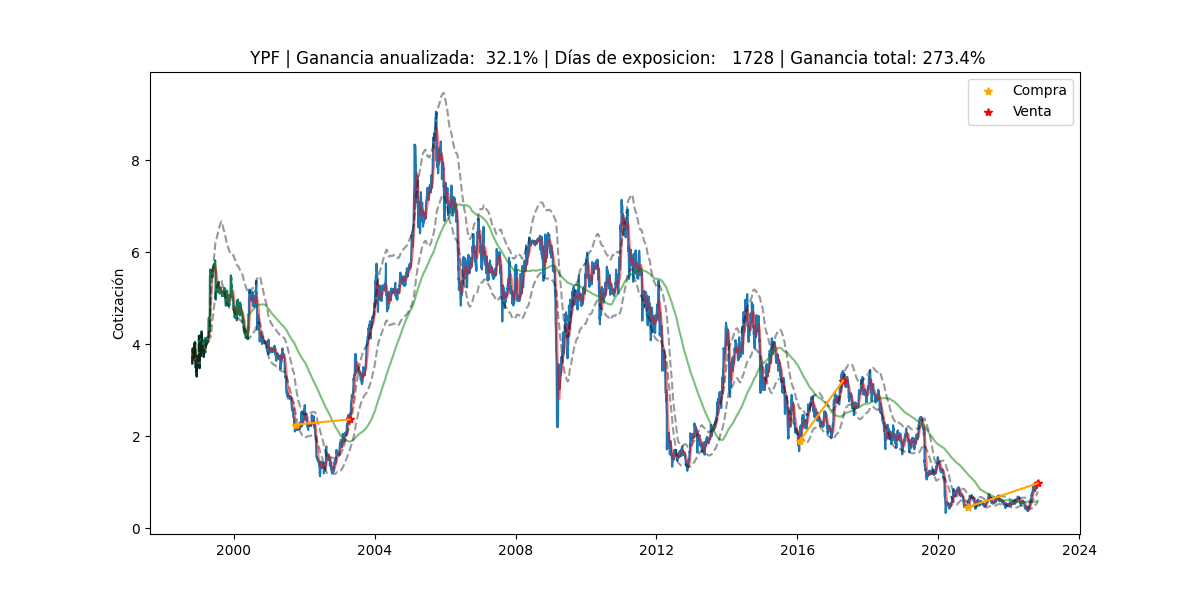 YPF | Ganancia anualizada:  32.1% | Días de exposicion:   1728 | Ganancia total: 273.4%
Compra
Venta
Cotización
8
6
4
2
0
2000 2004 2008 2012 2016 2020 2024